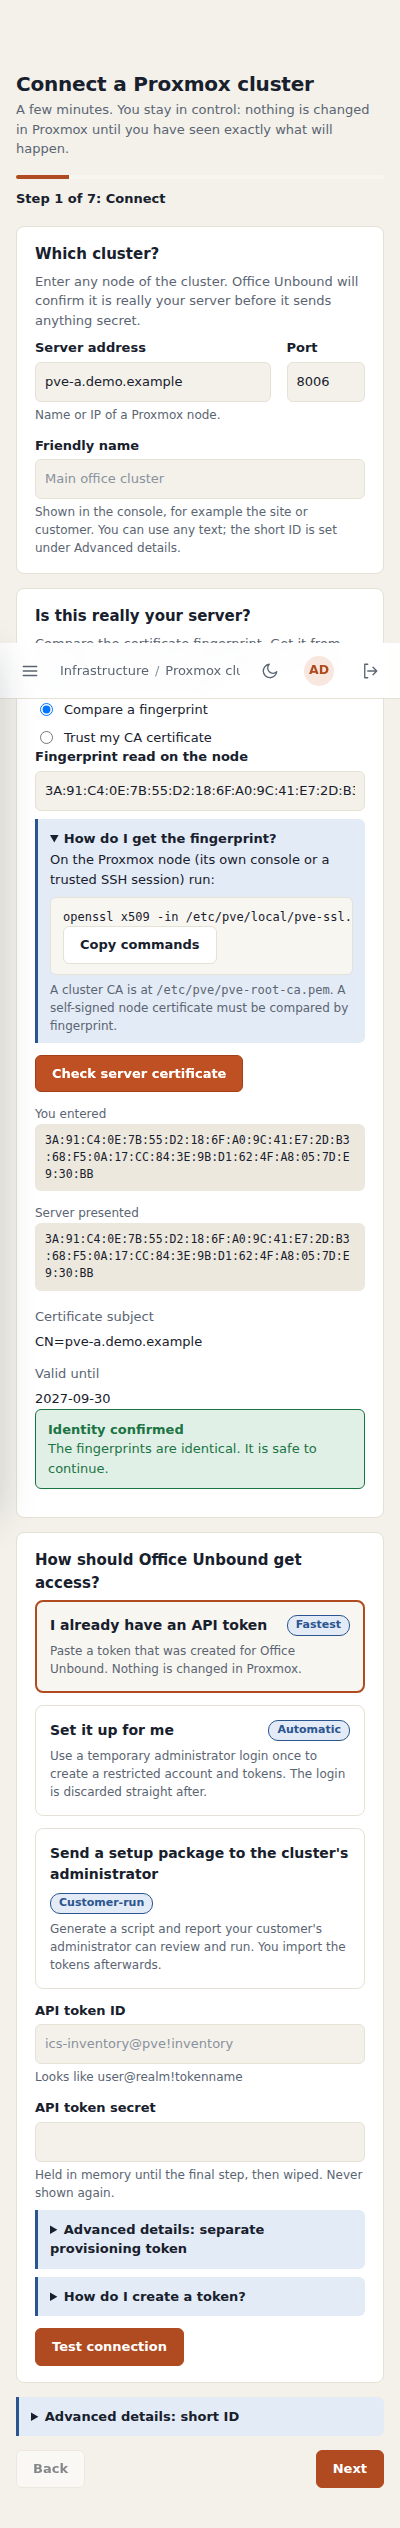 Connect a Proxmox cluster
A few minutes. You stay in control: nothing is changed
in Proxmox until you have seen exactly what will
happen.
Step 1 of 7: Connect
Which cluster?
Enter any node of the cluster. Office Unbound will
confirm it is really your server before it sends
anything secret.
Server address Port
pve-a.demo.example 8006
Name or IP of a Proxmox node.
Friendly name
Main office cluster
Shown in the console, for example the site or
customer. You can use any text; the short ID is set
under Advanced details.
Is this really your server?
Infrastructure / Proxmox clu AD
Compare a fingerprint
Trust my CA certificate
Fingerprint read on the node
3A:91:C4:0E:7B:55:D2:18:6F:A0:9C:41:E7:2D:B3
▼ How do I get the fingerprint?
On the Proxmox node (its own console or a
trusted SSH session) run:
openssl x509 -in /etc/pve/local/pve-ssl.
Copy commands
A cluster CA is at /etc/pve/pve-root-ca.pem. A
self-signed node certificate must be compared by
fingerprint.
Check server certificate
You entered
3A:91:C4:0E:7B:55:D2:18:6F:A0:9C:41:E7:2D:B3
:68:F5:0A:17:CC:84:3E:9B:D1:62:4F:A8:05:7D:E
9:30:BB
Server presented
3A:91:C4:0E:7B:55:D2:18:6F:A0:9C:41:E7:2D:B3
:68:F5:0A:17:CC:84:3E:9B:D1:62:4F:A8:05:7D:E
9:30:BB
Certificate subject
CN=pve-a.demo.example
Valid until
2027-09-30
Identity confirmed
The fingerprints are identical. It is safe to
continue.
How should Office Unbound get
access?
I already have an API token Fastest
Paste a token that was created for Office
Unbound. Nothing is changed in Proxmox.
Set it up for me Automatic
Use a temporary administrator login once to
create a restricted account and tokens. The login
is discarded straight after.
Send a setup package to the cluster's
administrator
Customer-run
Generate a script and report your customer's
administrator can review and run. You import the
tokens afterwards.
API token ID
ics-inventory@pve!inventory
Looks like user@realm!tokenname
API token secret
Held in memory until the final step, then wiped. Never
shown again.
▶ Advanced details: separate
provisioning token
▶ How do I create a token?
Test connection
▶ Advanced details: short ID
Back Next